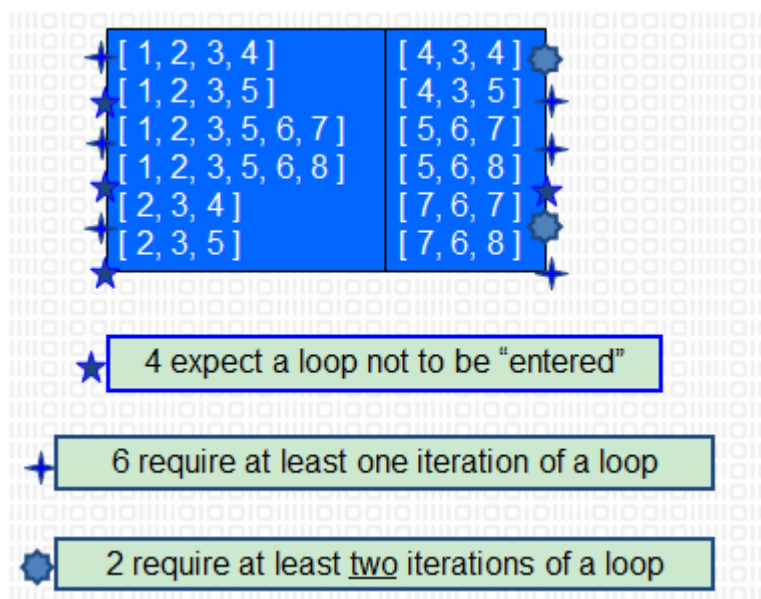 [ 1, 2, 3, 4 ]
[ 1, 2, 3, 5 ]
[ 1, 2, 3, 5, 6, 7 ]
[ 1, 2, 3, 5, 6, 8 ]
[ 2, 3, 4 ]
[ 2, 3, 5 ]
[ 4, 3, 4 ]
[ 4, 3, 5 ]
[ 5, 6, 7 ]
[ 5, 6, 8 ]
[ 7, 6, 7 ]
[ 7, 6, 8 ]
4 expect a loop not to be “entered”
6 require at least one iteration of a loop
2 require at least two iterations of a loop